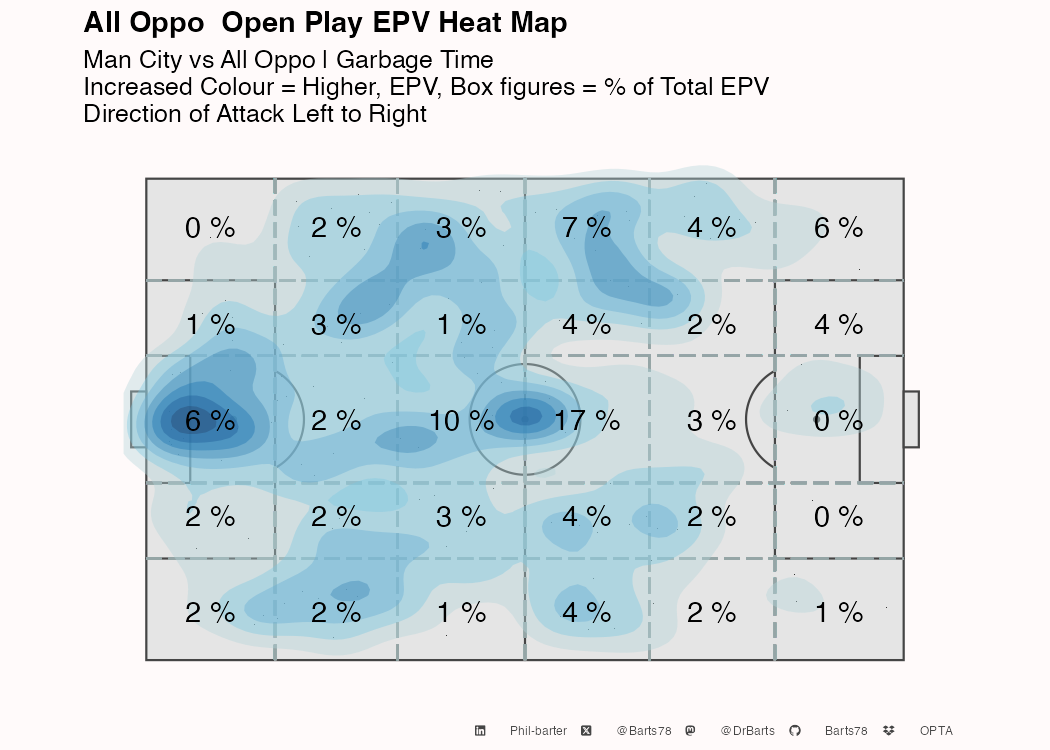 All Oppo  Open Play EPV Heat Map
Man City vs All Oppo | Garbage Time
Increased Colour = Higher, EPV, Box figures = % of Total EPV
Direction of Attack Left to Right
0 % 2 % 3 % 7 % 4 % 6 %
1 % 3 % 1 % 4 % 2 % 4 %
6 % 2 % 10 % 17 % 3 % 0 %
2 % 2 % 3 % 4 % 2 % 0 %
2 % 2 % 1 % 4 % 2 % 1 %
Phil-barter @Barts78 @DrBarts Barts78 OPTA